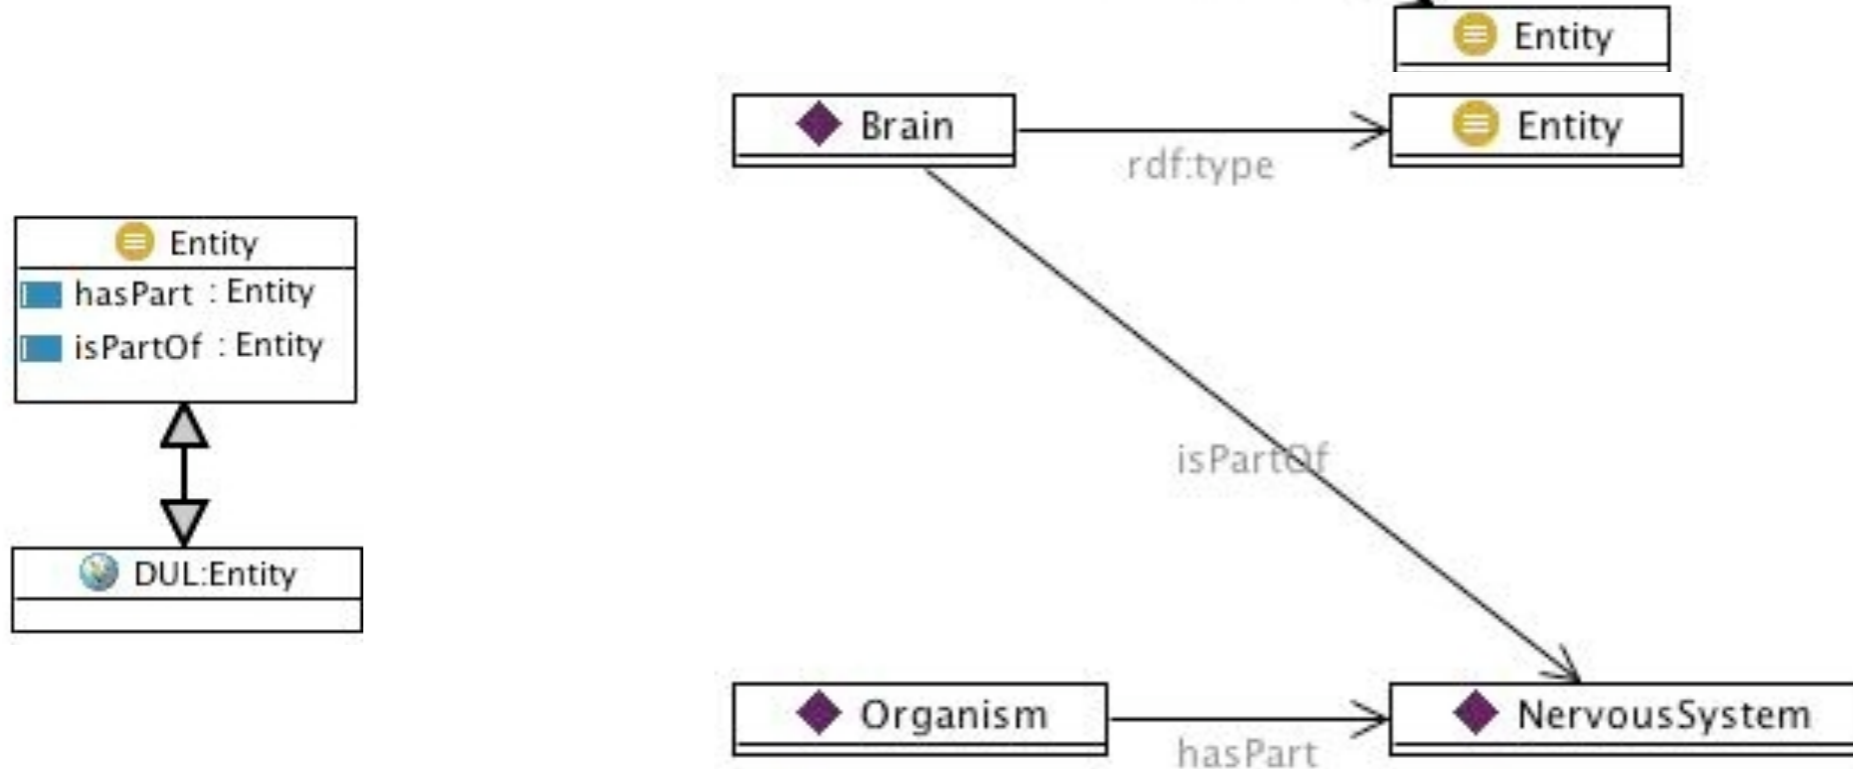 Entity
Brain
Entity
rdf:type
Entity
hasPart : Entity
isPartOf : Entity
isPartOf
DUL:Entity
Organism
NervousSystem
hasPart